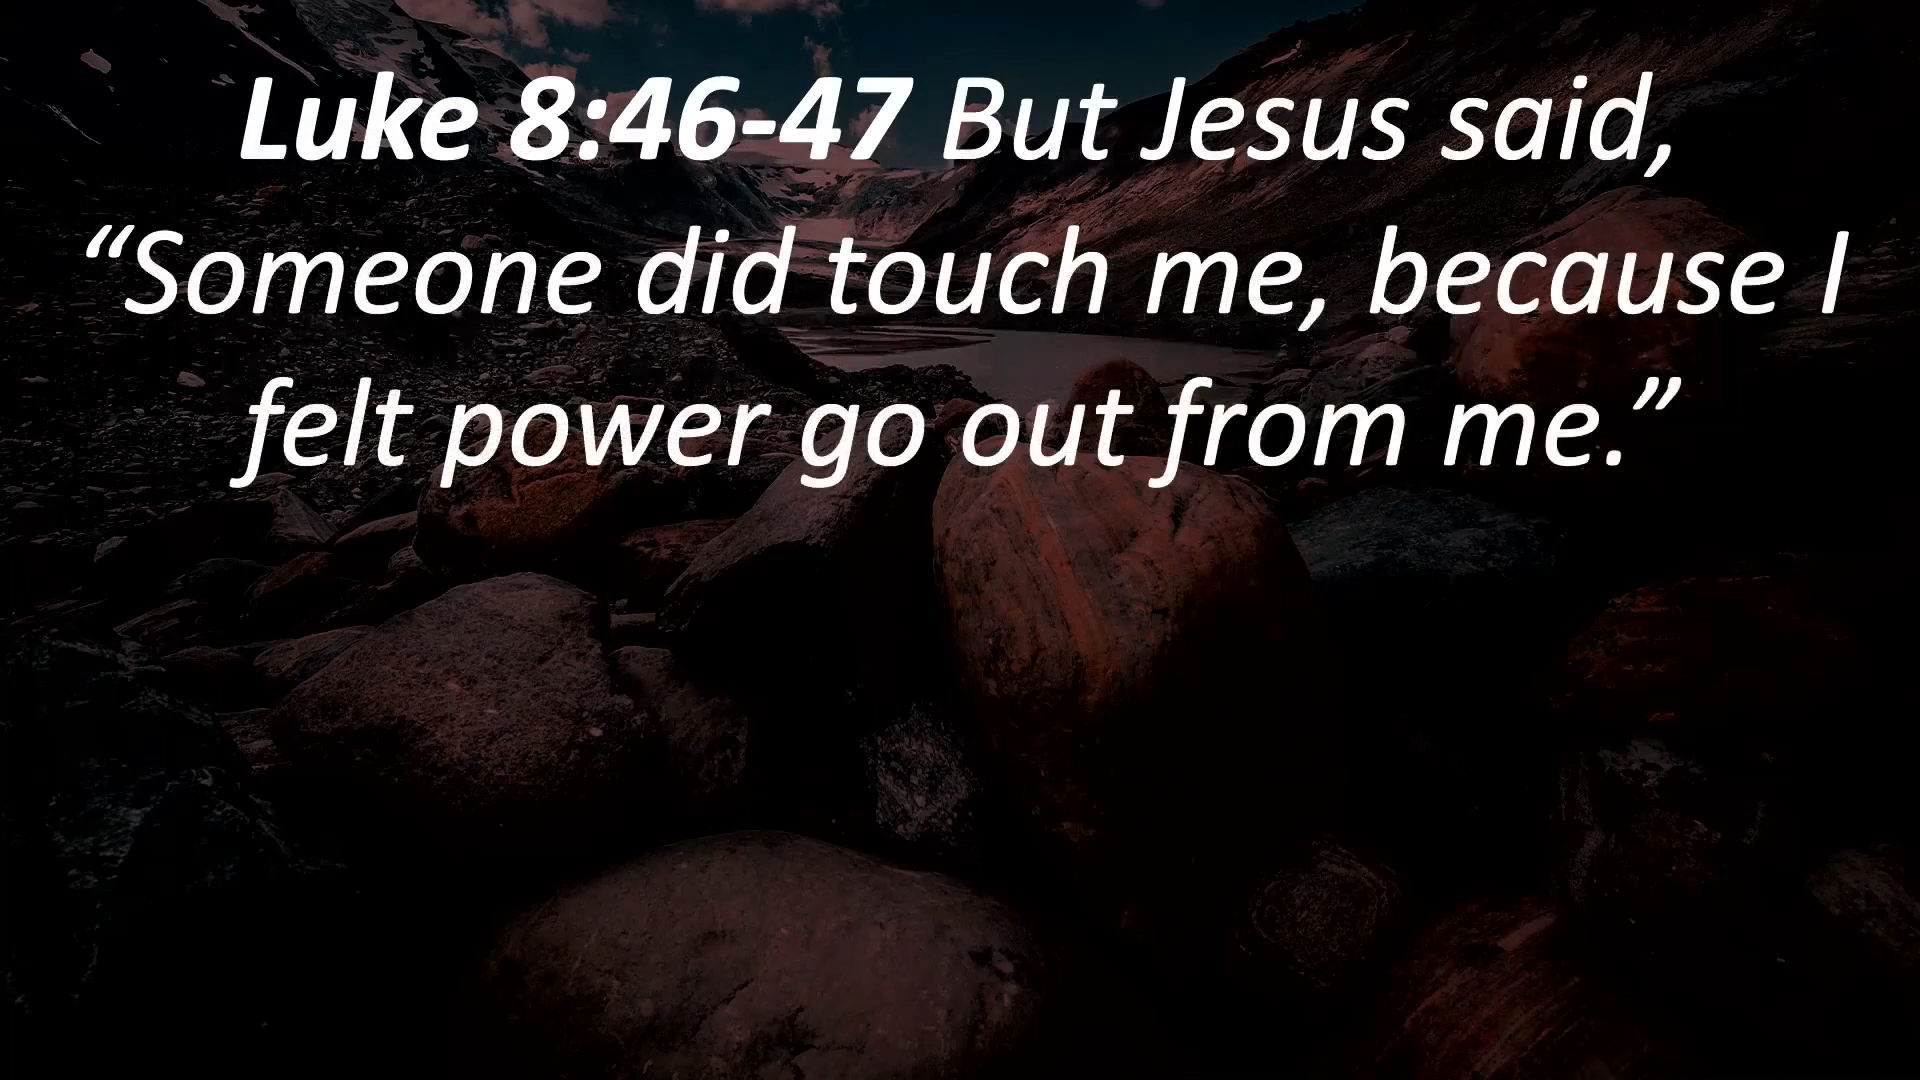 Luke 8:46-47 But Jesus said,
“Someone did touch me, because I
felt power go out from me.”